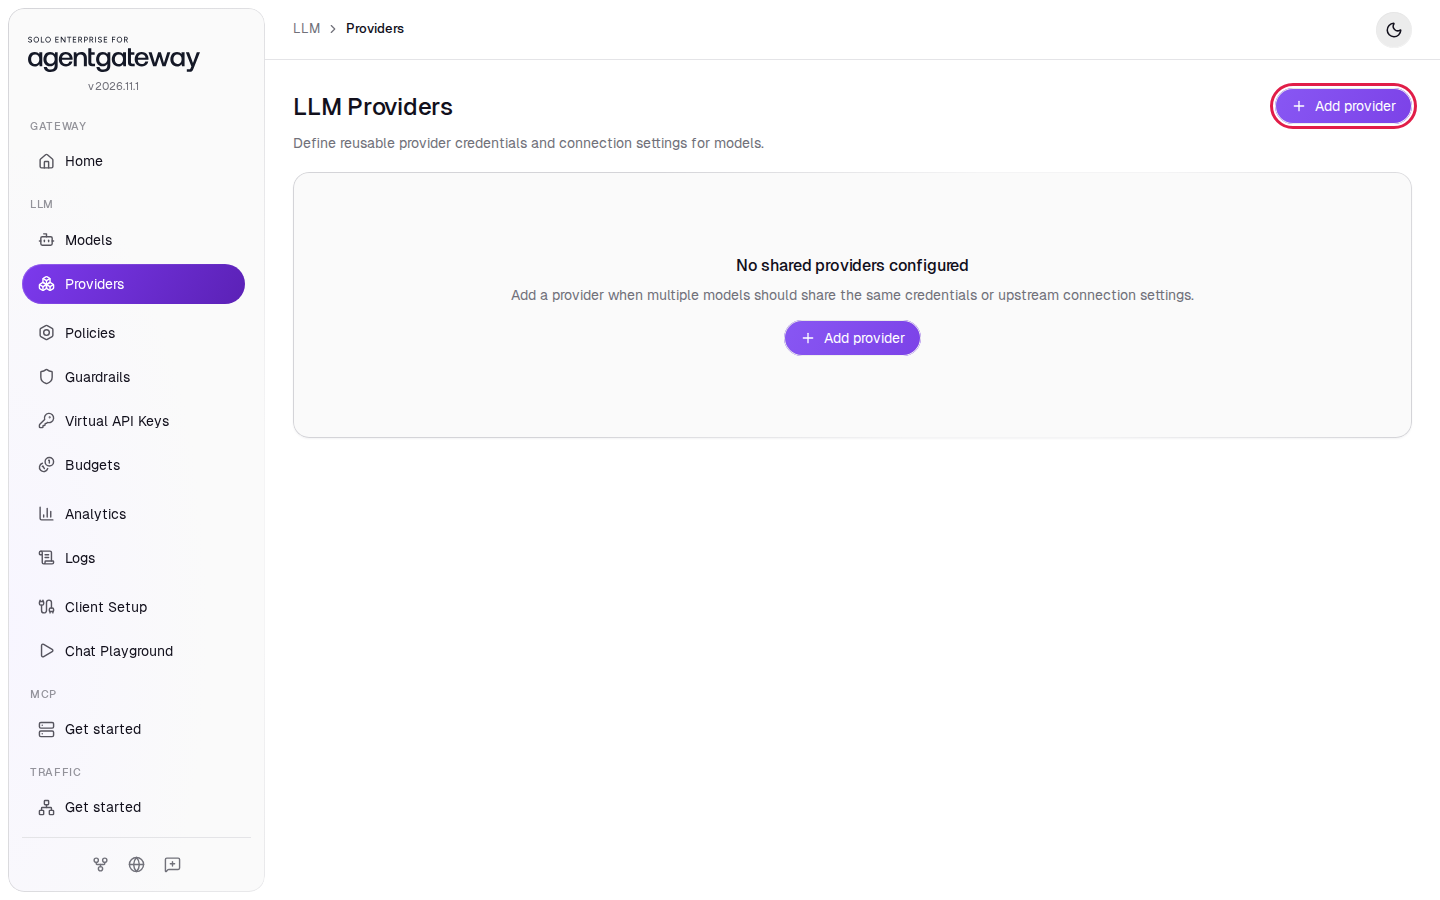 SOLO ENTERPRISE FOR
agentgateway
v2026.11.1
GATEWAY
Home
LLM
Models
Providers
Policies
Guardrails
Virtual API Keys
Budgets
Analytics
Logs
Client Setup
Chat Playground
MCP
Get started
TRAFFIC
Get started
LLM > Providers
LLM Providers
Add provider
Define reusable provider credentials and connection settings for models.
No shared providers configured
Add a provider when multiple models should share the same credentials or upstream connection settings.
Add provider